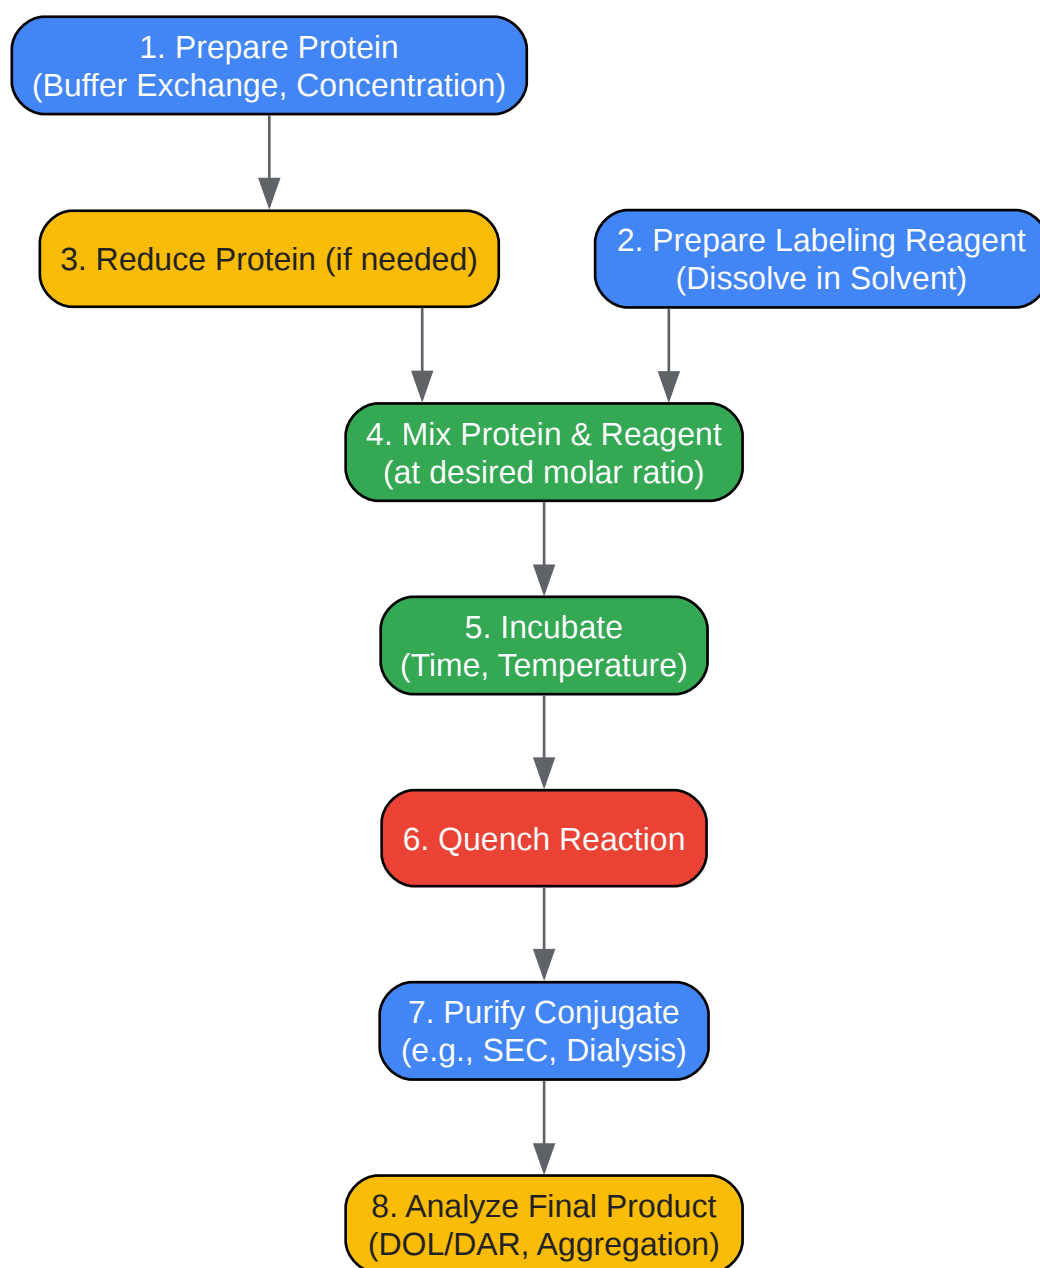 1. Prepare Protein
(Buffer Exchange, Concentration)
3. Reduce Protein (if needed)
2. Prepare Labeling Reagent
(Dissolve in Solvent)
4. Mix Protein & Reagent
(at desired molar ratio)
5. Incubate
(Time, Temperature)
6. Quench Reaction
7. Purify Conjugate
(e.g., SEC, Dialysis)
8. Analyze Final Product
(DOL/DAR, Aggregation)